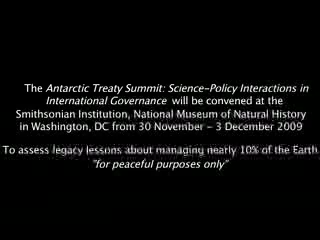 The Antarctic Treaty Summit: Science-Policy Interactions in
International Governance will be convened at the
Smithsonian Institution, National Museum of Natural History
in Washington, DC from 30 November - 3 December 2009
To assess legacy lessons about managing nearly 10% of the Earth
"for peaceful purposes only"